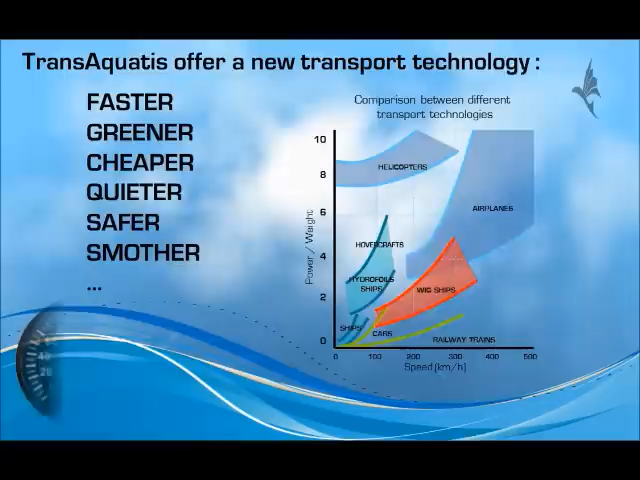 TransAquatis offer a new transport technology :
FASTER
GREENER
CHEAPER
QUIETER
SAFER
SMOTHER
...
Comparison between different
transport technologies
Power / Weight
10
8
6
4
2
0
HELICOPTERS
AIRPLANES
HOVERCRAFTS
HYDROFOILS
SHIPS
WIG SHIPS
SHIPS
CARS
RAILWAY TRAINS
0 100 200 300 400 500
Speed [km/h]
40
20